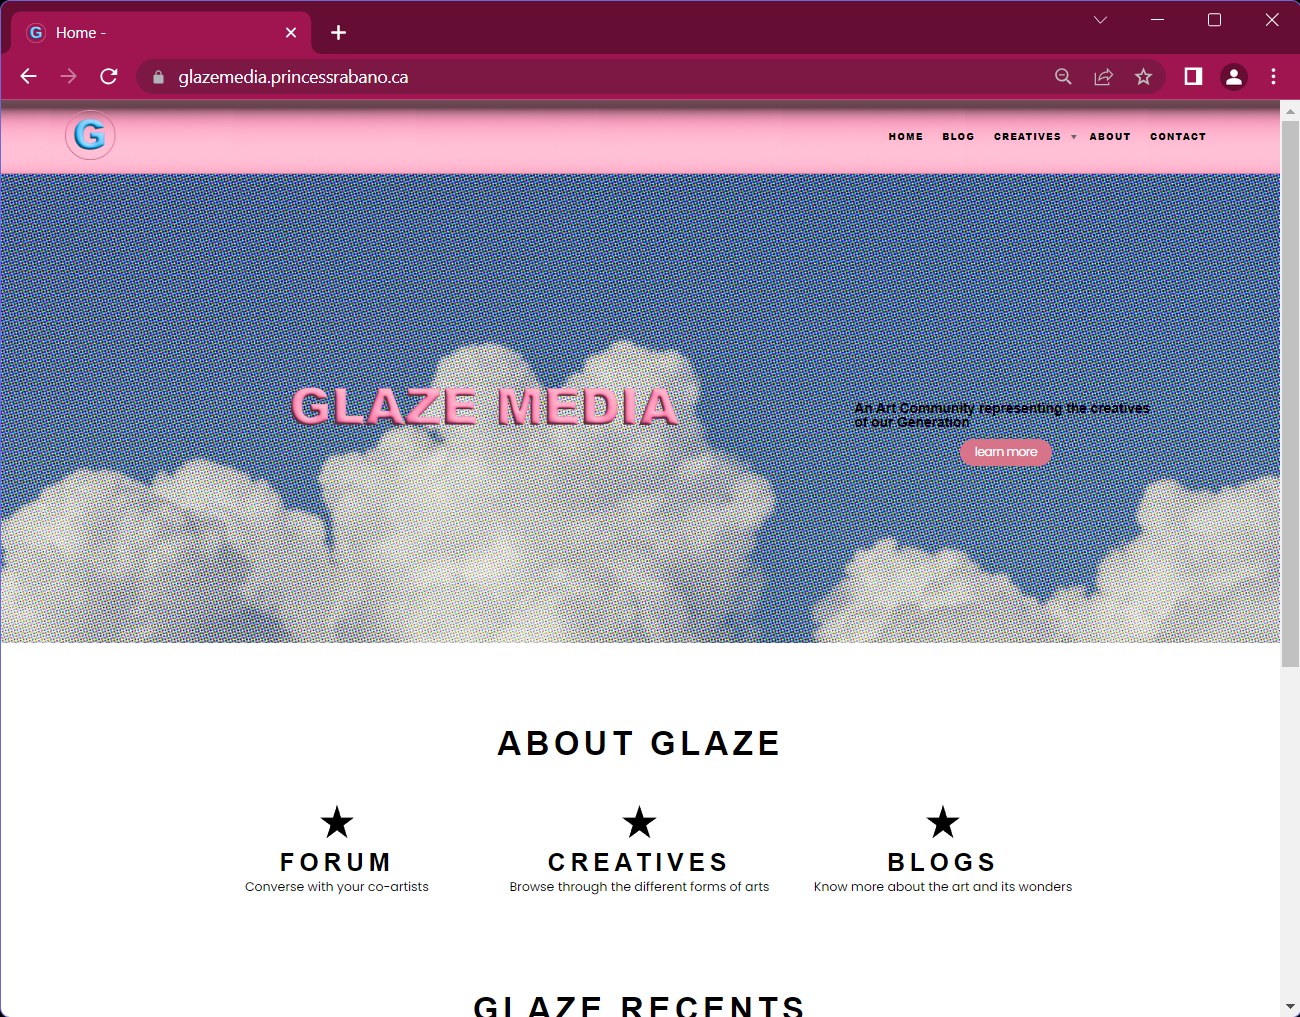 G Home -
glazemedia.princessrabano.ca
G
HOME BLOG CREATIVES ABOUT CONTACT
GLAZE MEDIA
An Art Community representing the creatives
of our Generation
learn more
ABOUT GLAZE
FORUM
Converse with your co-artists
CREATIVES
Browse through the different forms of arts
BLOGS
Know more about the art and its wonders
GLAZE RECENTS